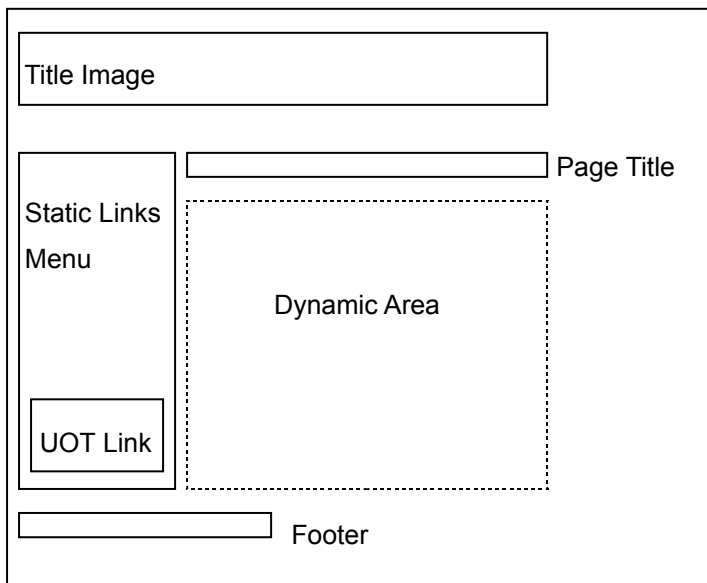 Title Image
Page Title
Static Links
Menu
Dynamic Area
UOT Link
Footer